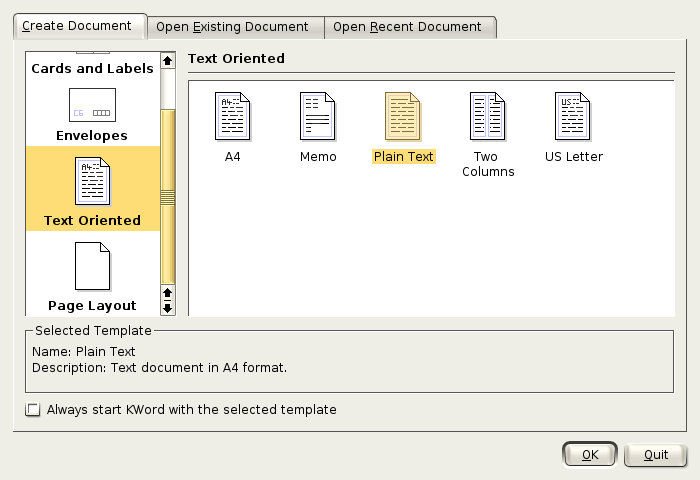 Create Document
Open Existing Document
Open Recent Document
Cards and Labels
C6
Envelopes
A4
Text Oriented
Page Layout
Text Oriented
A4
US
A4
Memo
Plain Text
Two
Columns
US Letter
Selected Template
Name: Plain Text
Description: Text document in A4 format.
Always start KWord with the selected template
OK
Quit